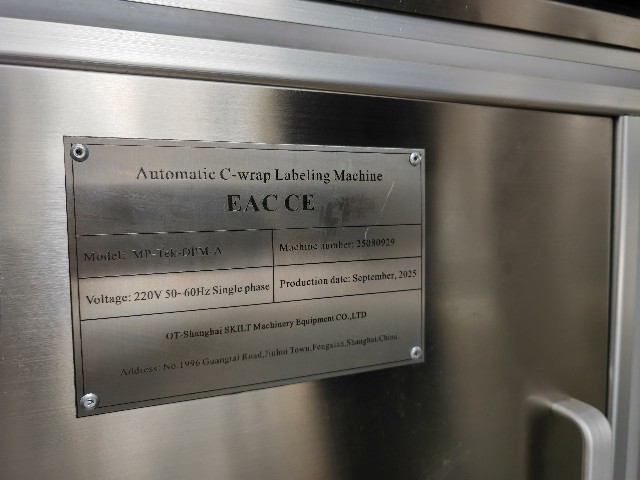 Automatic C-wrap Labeling Machine
EAC CE
Model: MP-Tek-DPM-A
Machine number: 25080929
Voltage: 220V 50~60Hz Single phase
Production date: September, 2025
OT-Shanghai SKILT Machinery Equipment CO.,LTD
Address: No.1996 Guangtai Road,Jinhui Town,Fengxian,Shanghai,China.